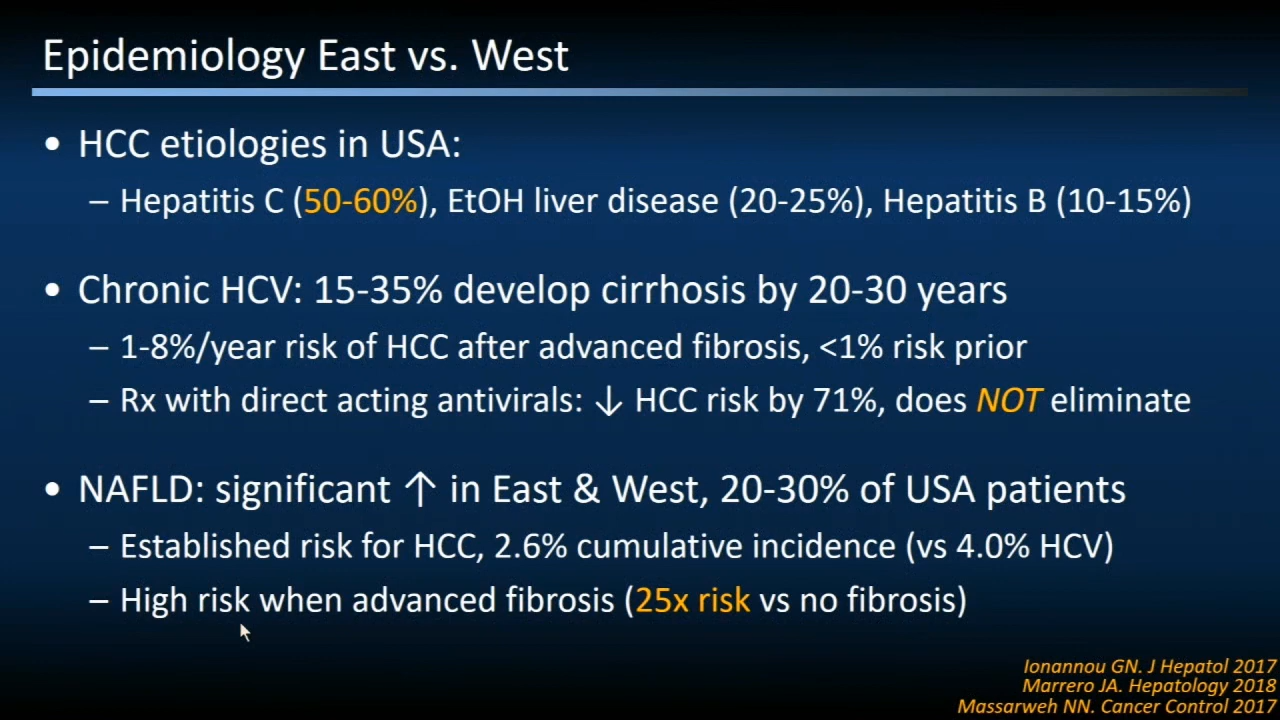 Epidemiology East vs. West
• HCC etiologies in USA:
– Hepatitis C (50-60%), EtOH liver disease (20-25%), Hepatitis B (10-15%)
• Chronic HCV: 15-35% develop cirrhosis by 20-30 years
– 1-8%/year risk of HCC after advanced fibrosis, <1% risk prior
– Rx with direct acting antivirals: ↓ HCC risk by 71%, does NOT eliminate
• NAFLD: significant ↑ in East & West, 20-30% of USA patients
– Established risk for HCC, 2.6% cumulative incidence (vs 4.0% HCV)
– High risk when advanced fibrosis (25x risk vs no fibrosis)
Ionannou GN. J Hepatol 2017
Marrero JA. Hepatology 2018
Massarweh NN. Cancer Control 2017